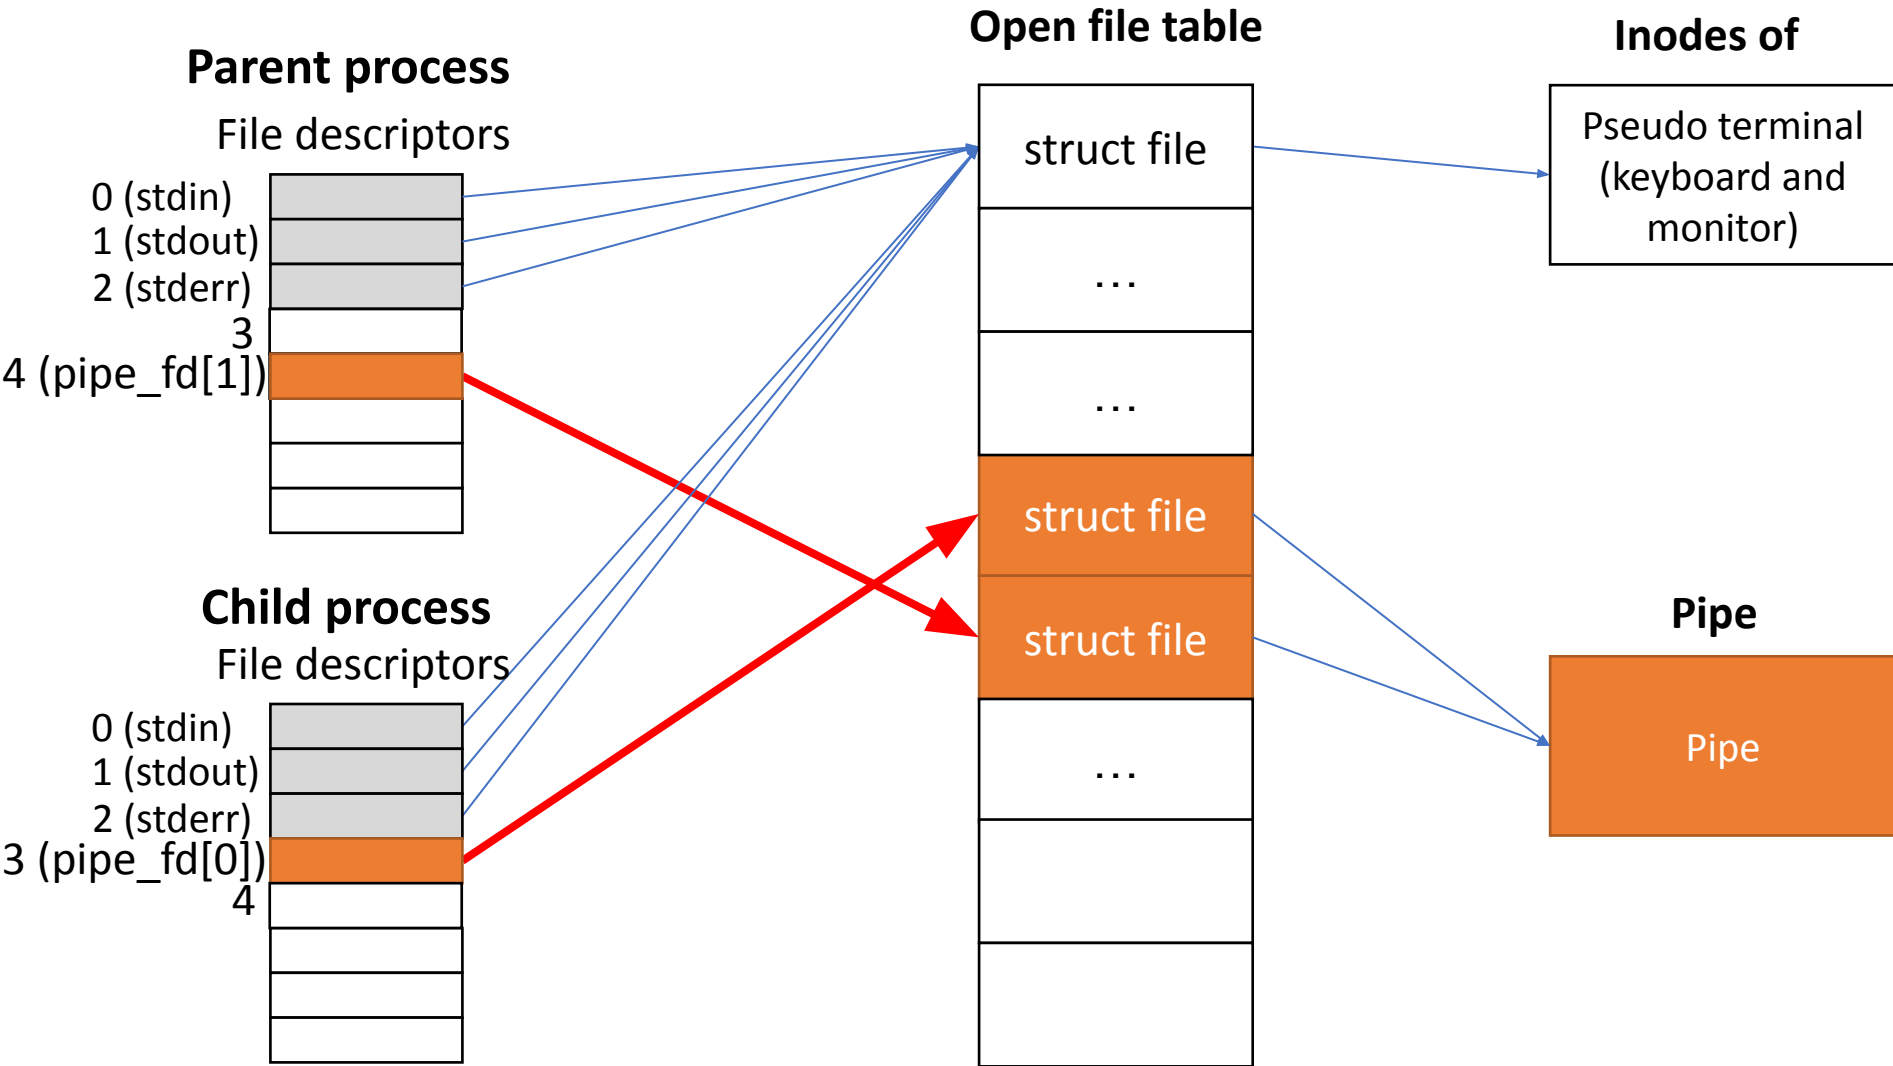 Parent process
File descriptors
0 (stdin)
1 (stdout)
2 (stderr)
3
4 (pipe_fd[1])
Child process
File descriptors
0 (stdin)
1 (stdout)
2 (stderr)
3 (pipe_fd[0])
4
Open file table
struct file
...
...
struct file
struct file
...
Inodes of
Pseudo terminal
(keyboard and
monitor)
Pipe
Pipe